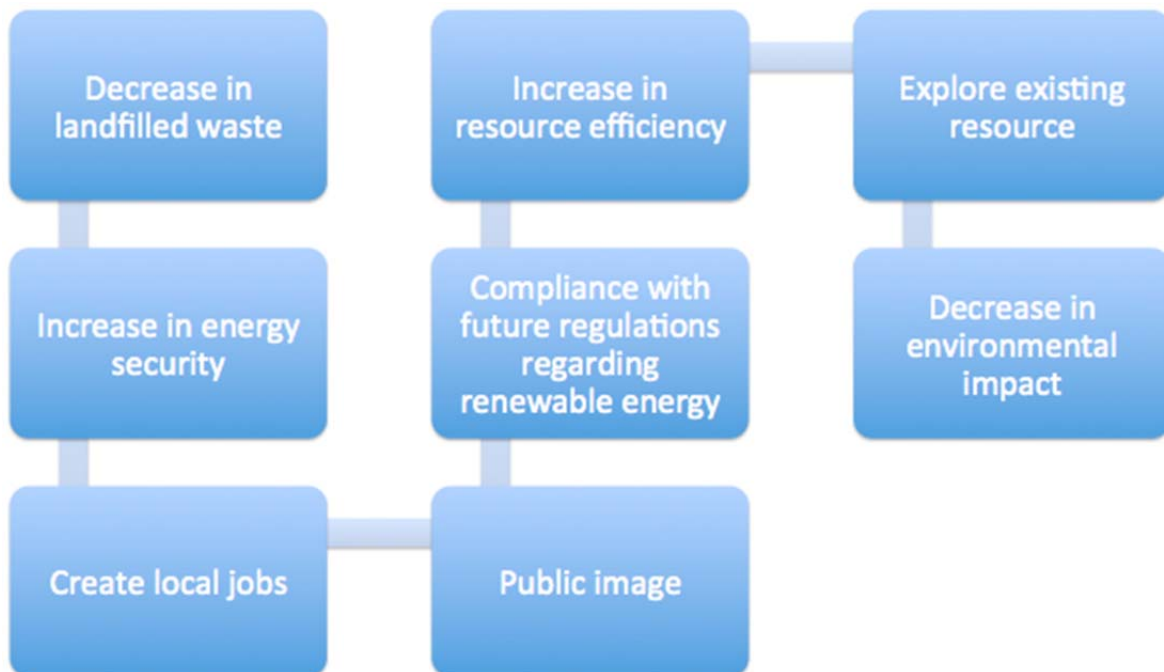 Decrease in
landfilled waste
Increase in energy
security
Create local jobs
Public image
Compliance with
future regulations
regarding
renewable energy
Increase in
resource efficiency
Explore existing
resource
Decrease in
environmental
impact